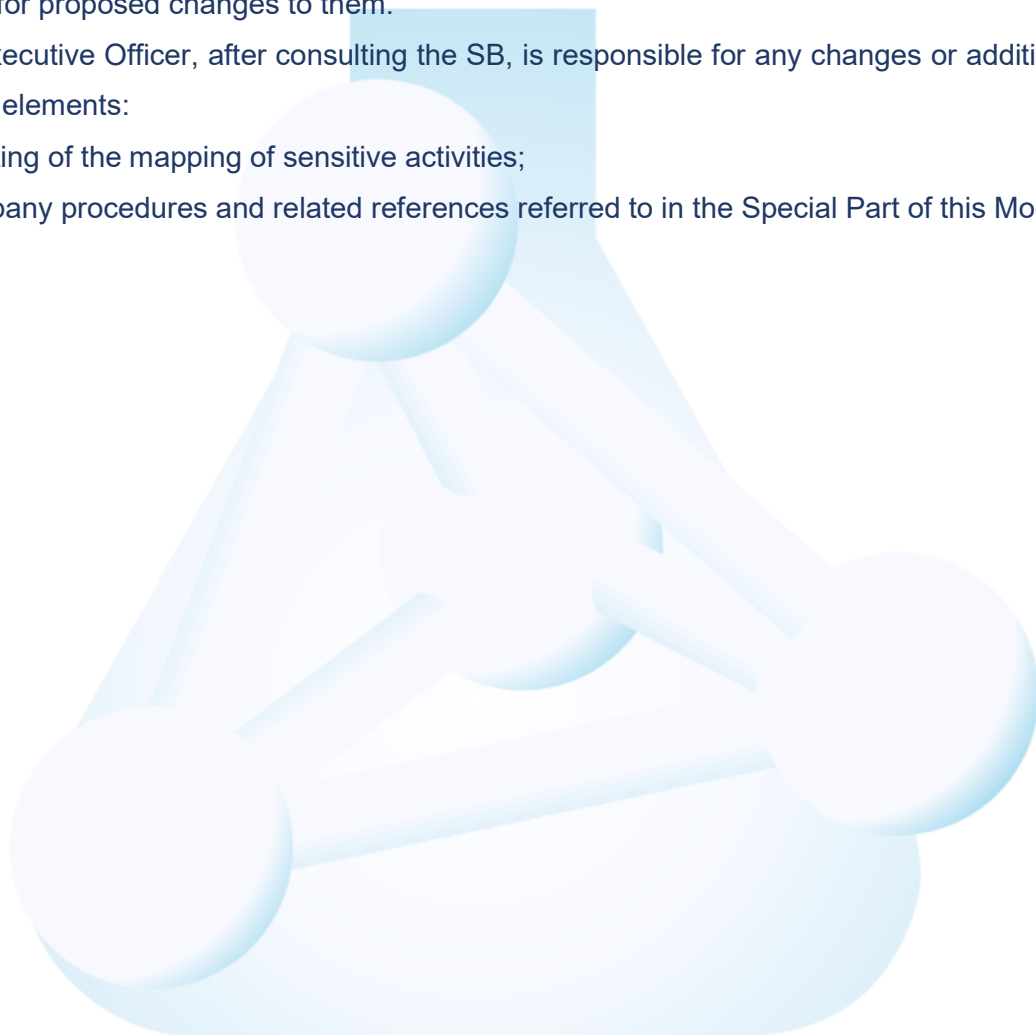 for proposed changes to them.
ecutive Officer, after consulting the SB, is responsible for any changes or additi
elements:
ing of the mapping of sensitive activities;
pany procedures and related references referred to in the Special Part of this Mo